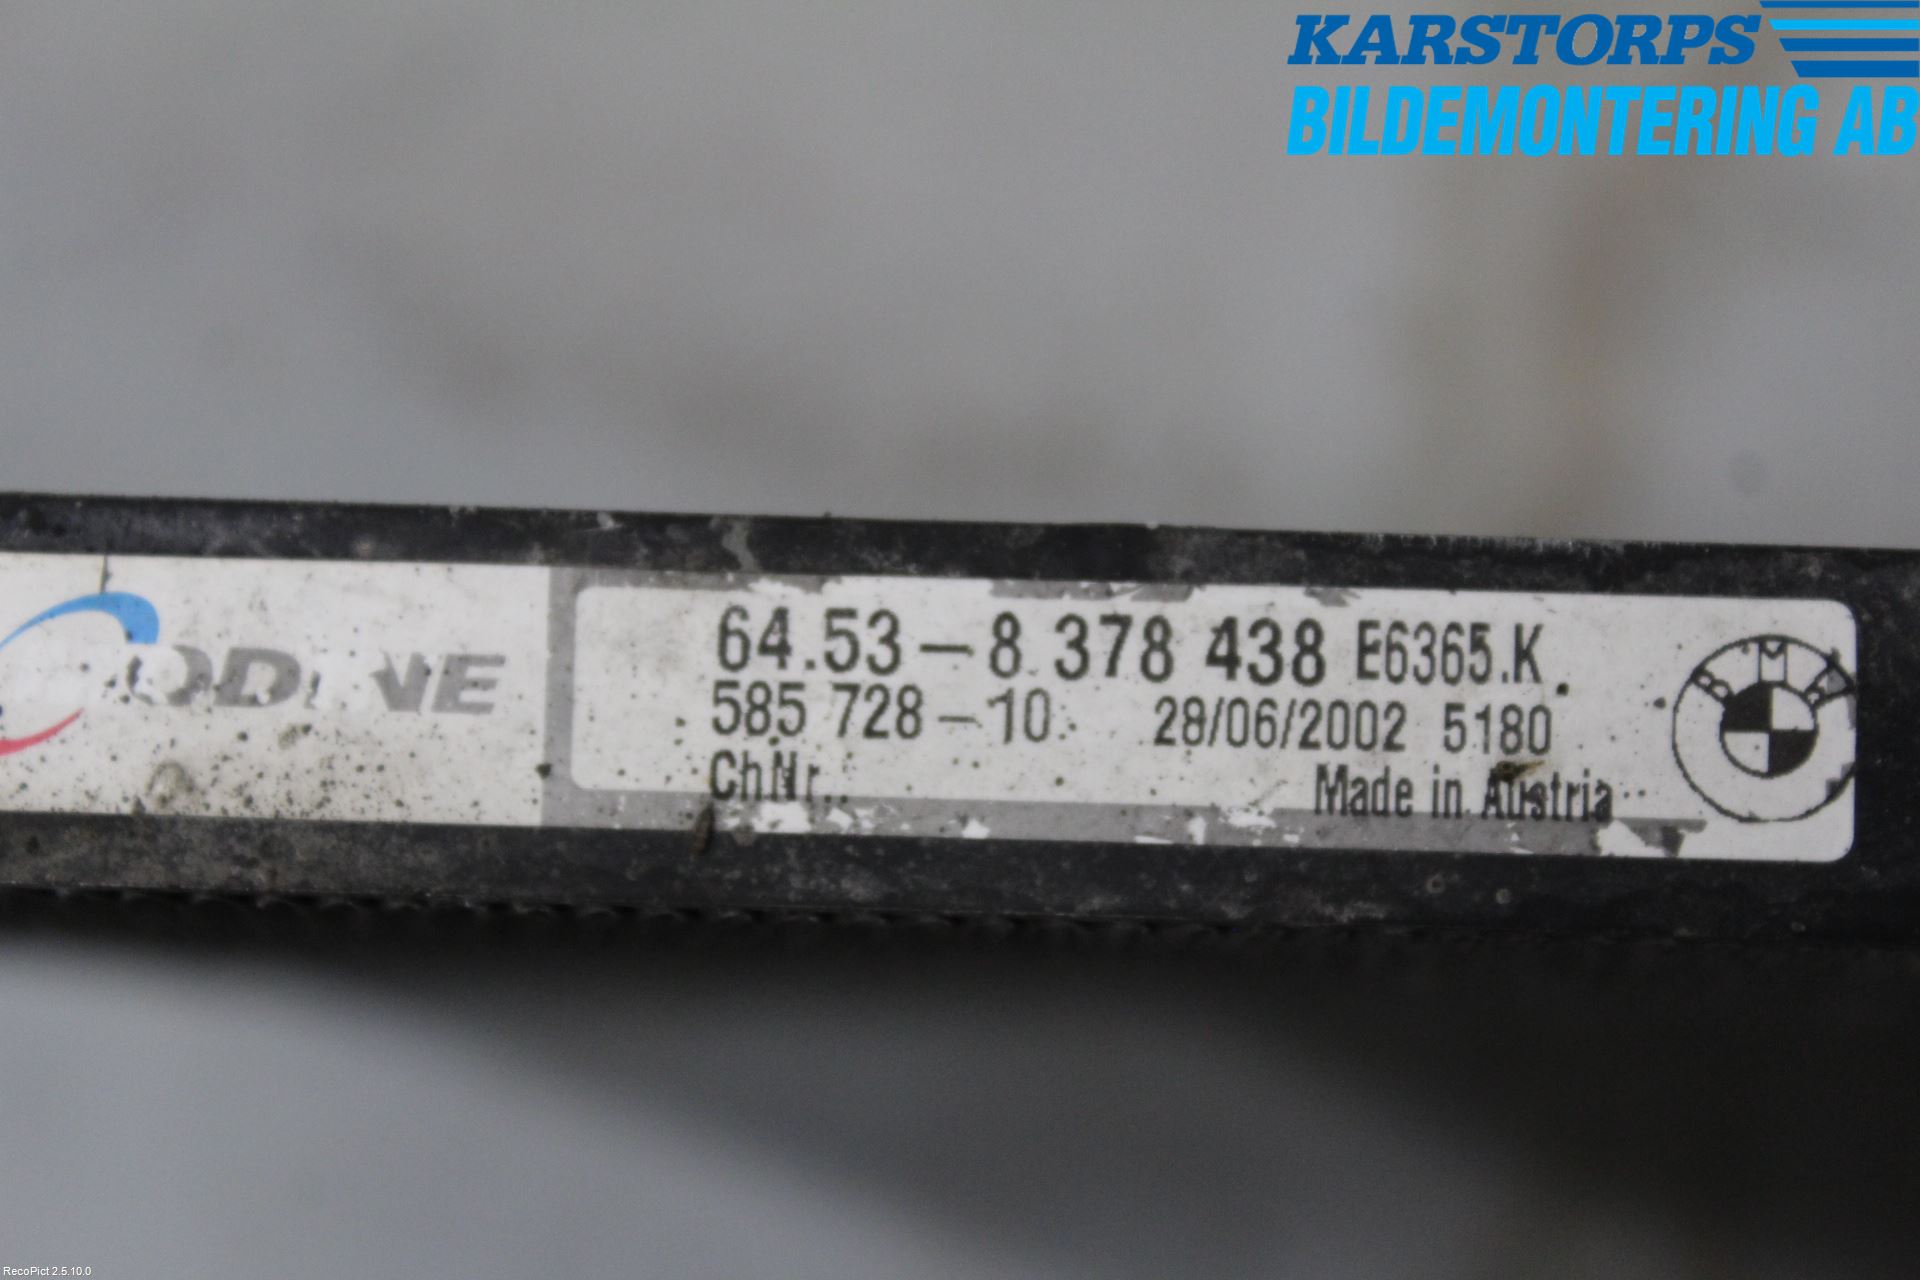 KARSTORPS
BILDEMONTERING AB
64.53-8 378 438 E6365.K
585 728-10 28/06/2002 5180
ChNr.:
Made in Austria
BMW
RecoPict 2.5.10.0